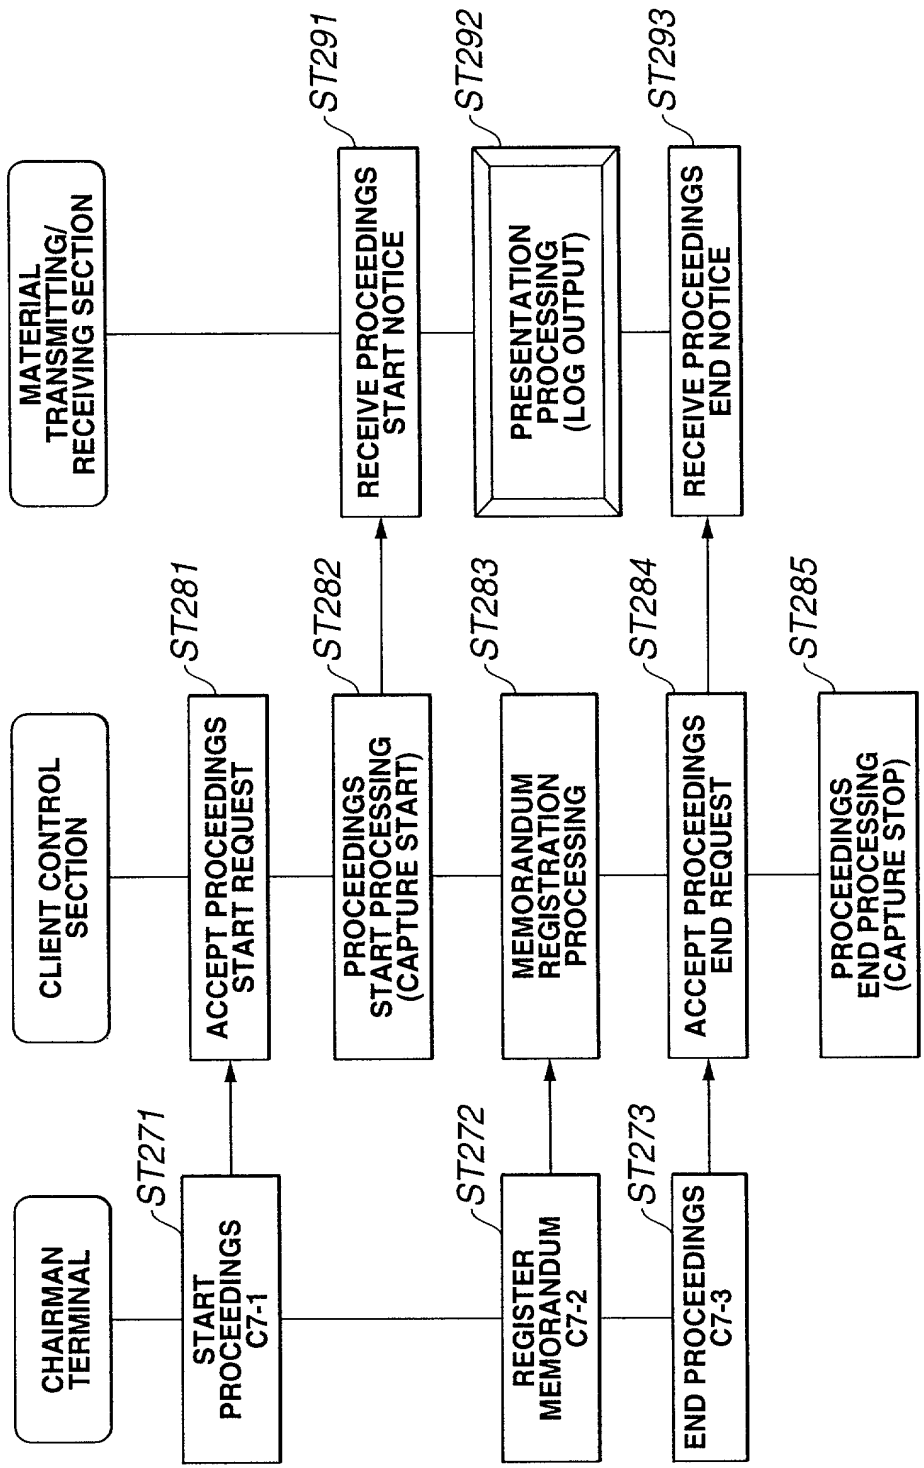 CHAIRMAN
TERMINAL
ST271
START
PROCEEDINGS
C7-1
ST272
REGISTER
MEMORANDUM
C7-2
ST273
END PROCEEDINGS
C7-3
CLIENT CONTROL
SECTION
ST281
ACCEPT PROCEEDINGS
START REQUEST
ST282
PROCEEDINGS
START PROCESSING
(CAPTURE START)
ST283
MEMORANDUM
REGISTRATION
PROCESSING
ST284
ACCEPT PROCEEDINGS
END REQUEST
ST285
PROCEEDINGS
END PROCESSING
(CAPTURE STOP)
MATERIAL
TRANSMITTING/
RECEIVING SECTION
ST291
RECEIVE PROCEEDINGS
START NOTICE
ST292
PRESENTATION
PROCESSING
(LOG OUTPUT)
ST293
RECEIVE PROCEEDINGS
END NOTICE